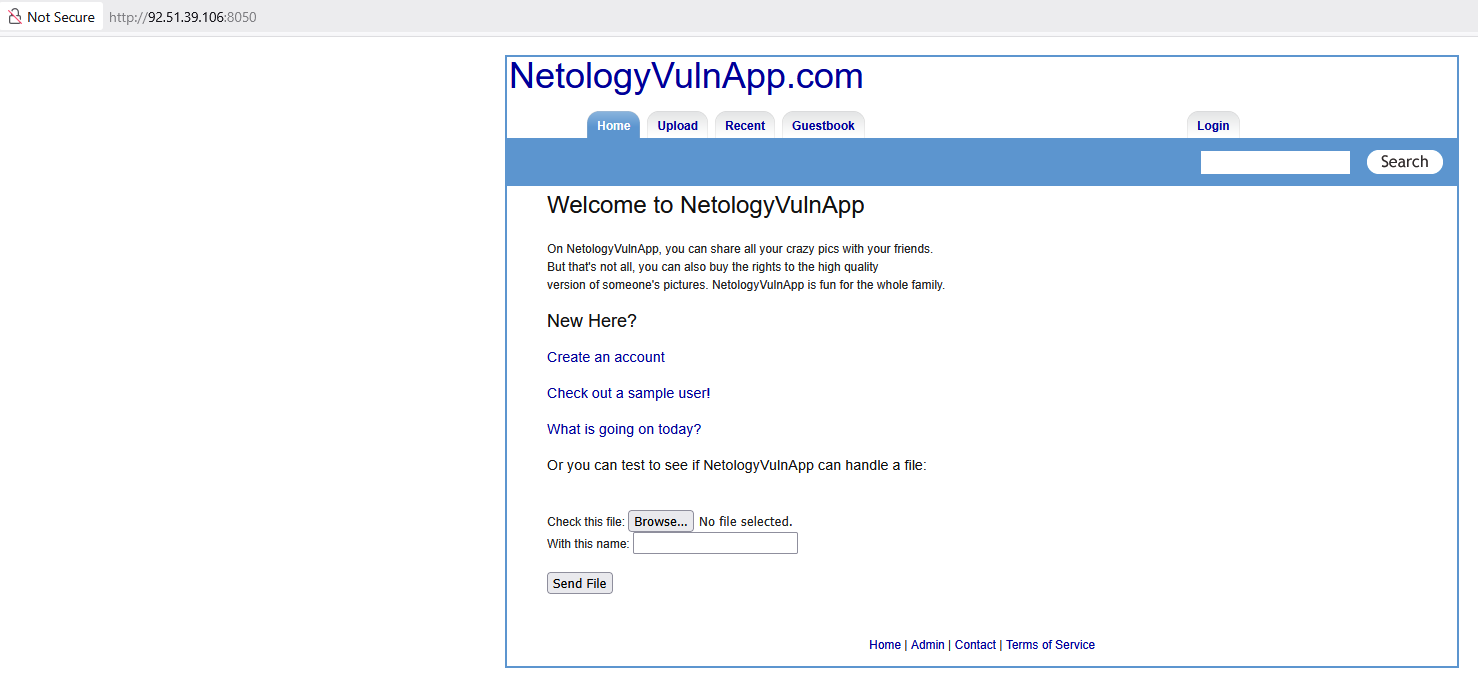 Not Secure http://92.51.39.106:8050
NetologyVulnApp.com
Home Upload Recent Guestbook Login
Search
Welcome to NetologyVulnApp
On NetologyVulnApp, you can share all your crazy pics with your friends.
But that's not all, you can also buy the rights to the high quality
version of someone's pictures. NetologyVulnApp is fun for the whole family.
New Here?
Create an account
Check out a sample user!
What is going on today?
Or you can test to see if NetologyVulnApp can handle a file:
Check this file: Browse... No file selected.
With this name:
Send File
Home | Admin | Contact | Terms of Service